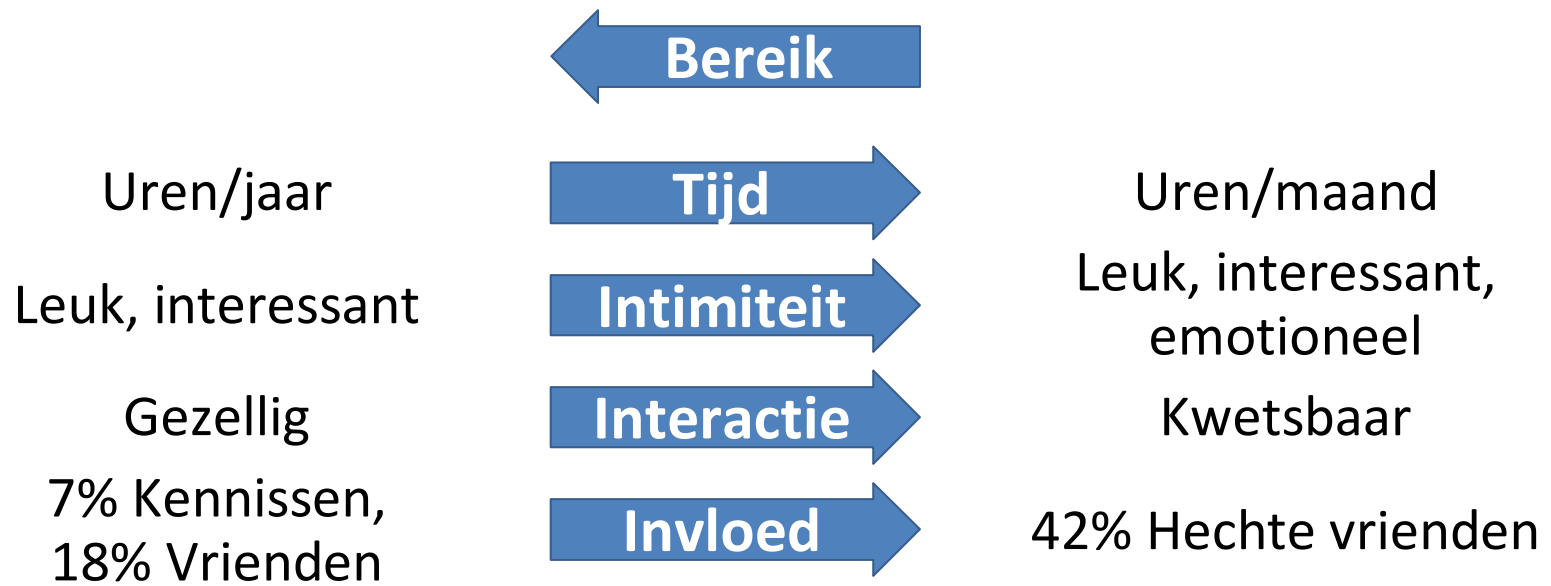 Bereik
Uren/jaar Tijd Uren/maand
Leuk, interessant Intimiteit Leuk, interessant,
emotioneel
Gezellig Interactie Kwetsbaar
7% Kennissen,
18% Vrienden Invloed 42% Hechte vrienden